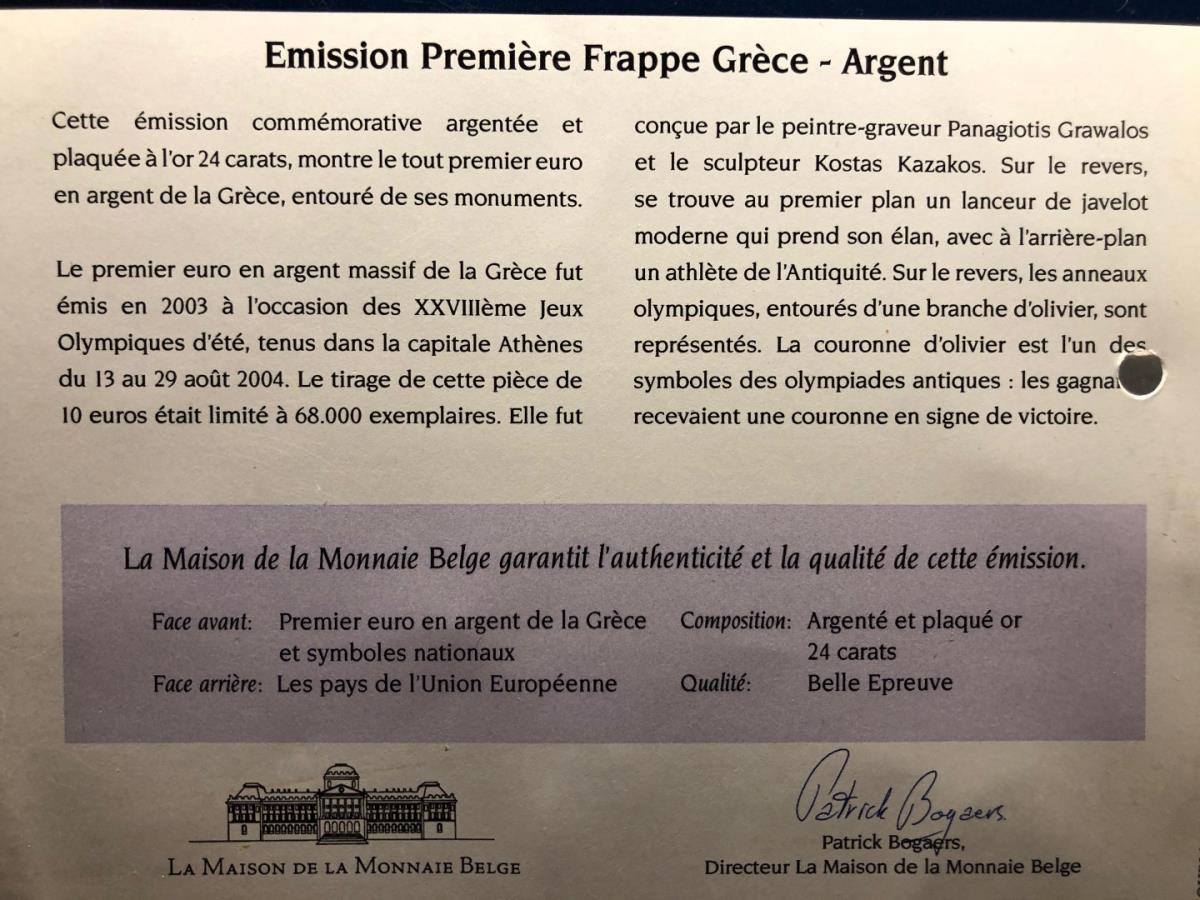 Emission Première Frappe Grèce - Argent
Cette émission commémorative argentée et
plaquée à l'or 24 carats, montre le tout premier euro
en argent de la Grèce, entouré de ses monuments.
Le premier euro en argent massif de la Grèce fut
émis en 2003 à l'occasion des XXVIIIème Jeux
Olympiques d'été, tenus dans la capitale Athènes
du 13 au 29 août 2004. Le tirage de cette pièce de
10 euros était limité à 68.000 exemplaires. Elle fut
conçue par le peintre-graveur Panagiotis Grawalos
et le sculpteur Kostas Kazakos. Sur le revers,
se trouve au premier plan un lanceur de javelot
moderne qui prend son élan, avec à l'arrière-plan
un athlète de l'Antiquité. Sur le revers, les anneaux
olympiques, entourés d'une branche d'olivier, sont
représentés. La couronne d'olivier est l'un des
symboles des olympiades antiques : les
recevaient une couronne en signe de victoire.
La Maison de la Monnaie Belge garantit l'authenticité et la qualité de cette émission.
Face avant: Premier euro en argent de la Grèce
et symboles nationaux
Face arrière: Les pays de l'Union Européenne
Composition: Argenté et plaqué or
24 carats
Qualité: Belle Epreuve
LA MAISON DE LA MONNAIE BELGE
Patrick Bogaers
Patrick Bogaers,
Directeur La Maison de la Monnaie Belge